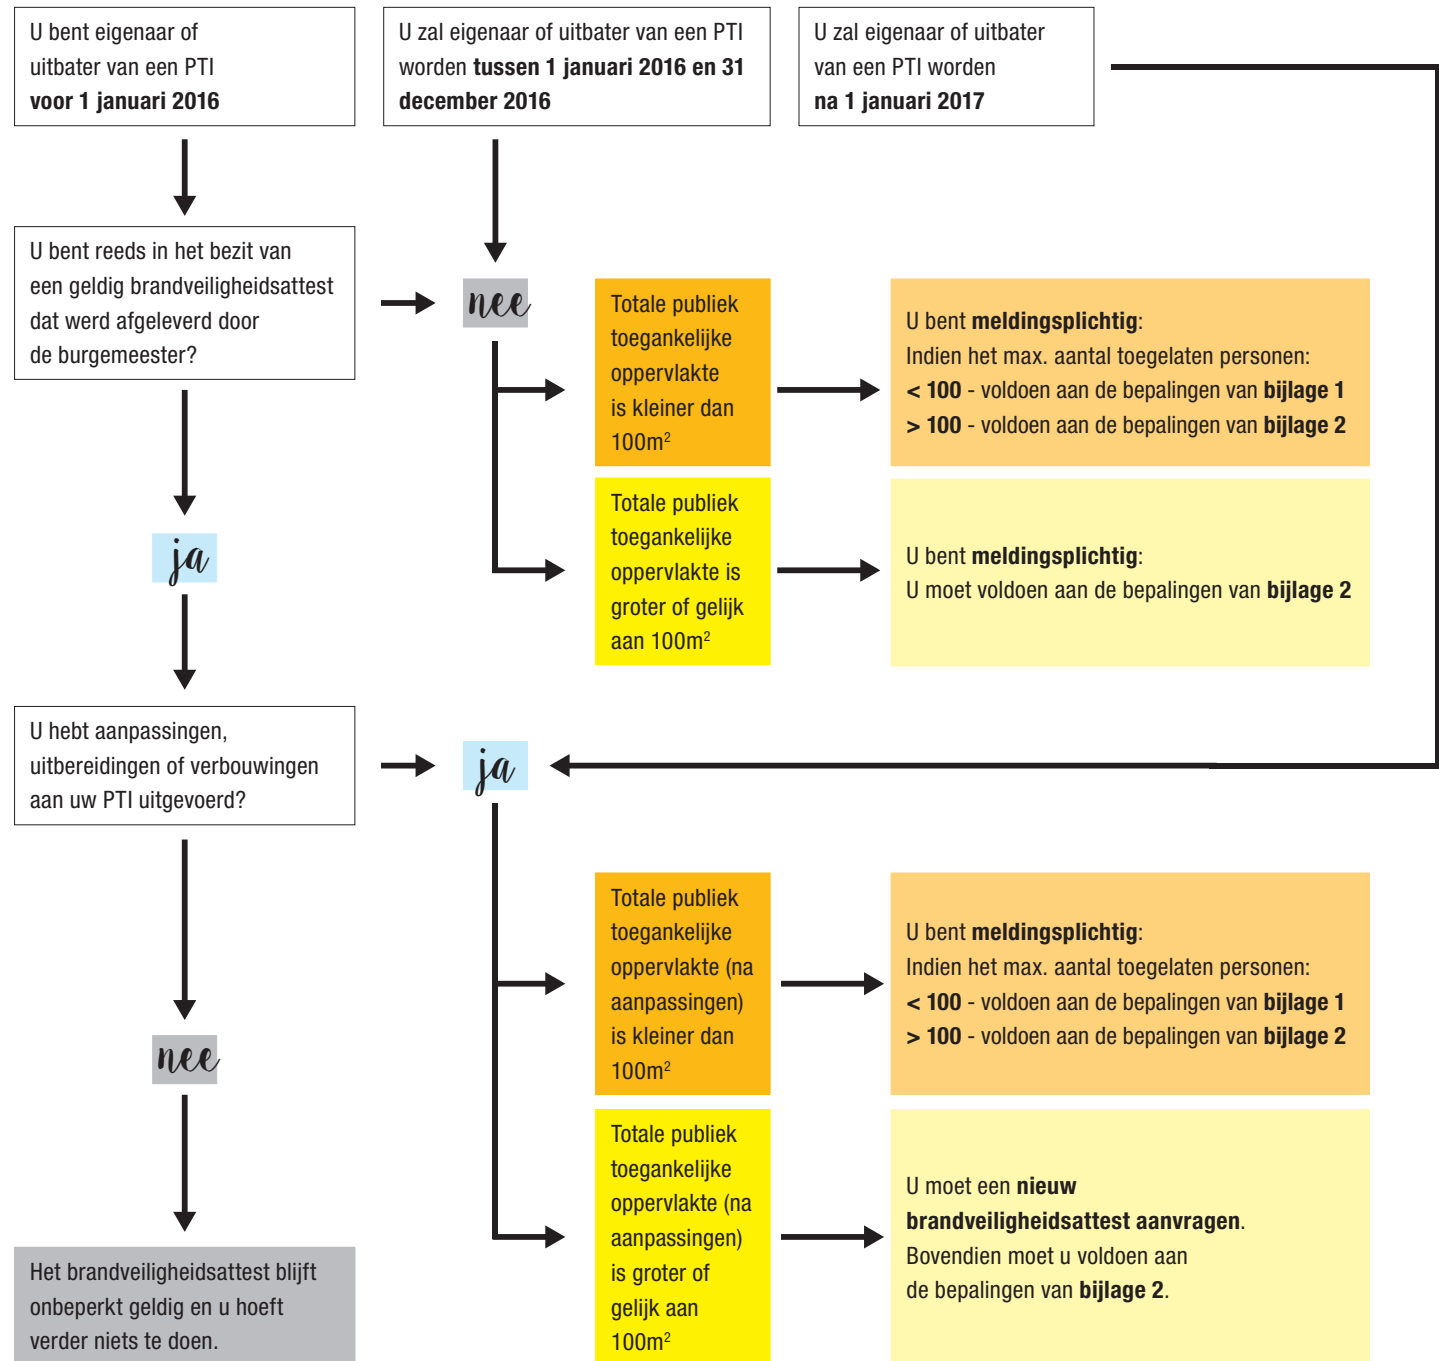 U bent eigenaar of
uitbater van een PTI
voor 1 januari 2016
U zal eigenaar of uitbater van een PTI
worden tussen 1 januari 2016 en 31
december 2016
U zal eigenaar of uitbater
van een PTI worden
na 1 januari 2017
U bent reeds in het bezit van
een geldig brandveiligheidsattest
dat werd afgeleverd door
de burgemeester?
nee
Totale publiek
toegankelijke
oppervlakte
is kleiner dan
100m²
U bent meldingsplichtig:
Indien het max. aantal toegelaten personen:
< 100 - voldoen aan de bepalingen van bijlage 1
> 100 - voldoen aan de bepalingen van bijlage 2
Totale publiek
toegankelijke
oppervlakte is
groter of gelijk
aan 100m²
U bent meldingsplichtig:
U moet voldoen aan de bepalingen van bijlage 2
ja
U hebt aanpassingen,
uitbereidingen of verbouwingen
aan uw PTI uitgevoerd?
ja
Totale publiek
toegankelijke
oppervlakte (na
aanpassingen)
is kleiner dan
100m²
U bent meldingsplichtig:
Indien het max. aantal toegelaten personen:
< 100 - voldoen aan de bepalingen van bijlage 1
> 100 - voldoen aan de bepalingen van bijlage 2
nee
Totale publiek
toegankelijke
oppervlakte (na
aanpassingen)
is groter of
gelijk aan
100m²
U moet een nieuw
brandveiligheidsattest aanvragen.
Bovendien moet u voldoen aan
de bepalingen van bijlage 2.
Het brandveiligheidsattest blijft
onbeperkt geldig en u hoeft
verder niets te doen.